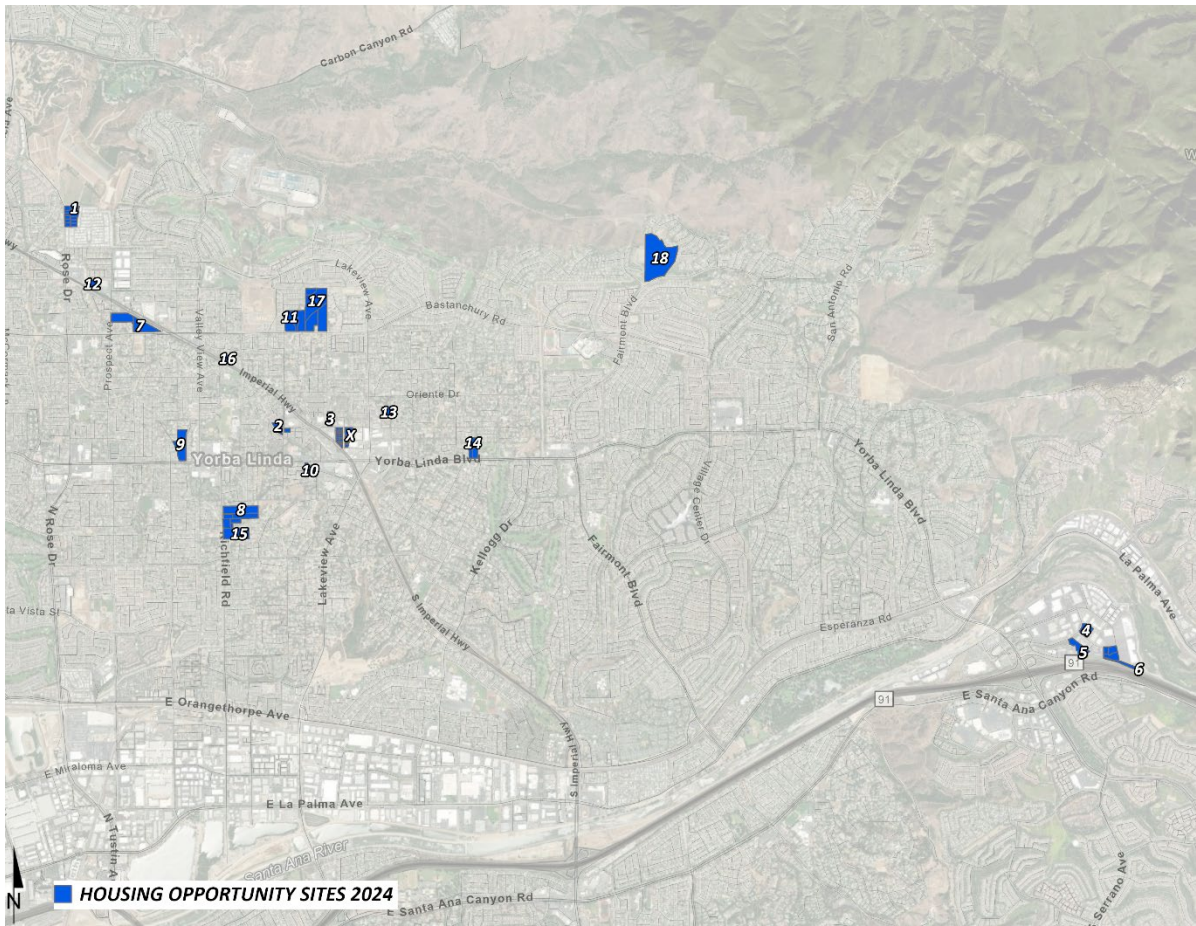 Carbon Canyon Rd
1
Rose Dr
12
7
Prospect Ave
Valley View Ave
16
Imperial Hwy
11
17
Lakeview Ave
Bastanchury Rd
18
Fairmont Blvd
San Antonio Rd
Oriente Dr
13
3
X
2
9
Yorba Linda
10
14
Yorba Linda Blvd
Yorba Linda Blvd
Village Center Dr
8
15
Richfield Rd
N Rose Dr
Lakeview Ave
Kellogg Dr
Fairmont Blvd
S Imperial Hwy
Esperanza Rd
La Palma Ave
4
5
6
91
91
E Santa Ana Canyon Rd
E Orangethorpe Ave
E Miraloma Ave
E La Palma Ave
S Imperial Hwy
N Tustin A
Santa Ana River
E Santa Ana Canyon Rd
S Serrano Ave
ta Vista St
N
HOUSING OPPORTUNITY SITES 2024